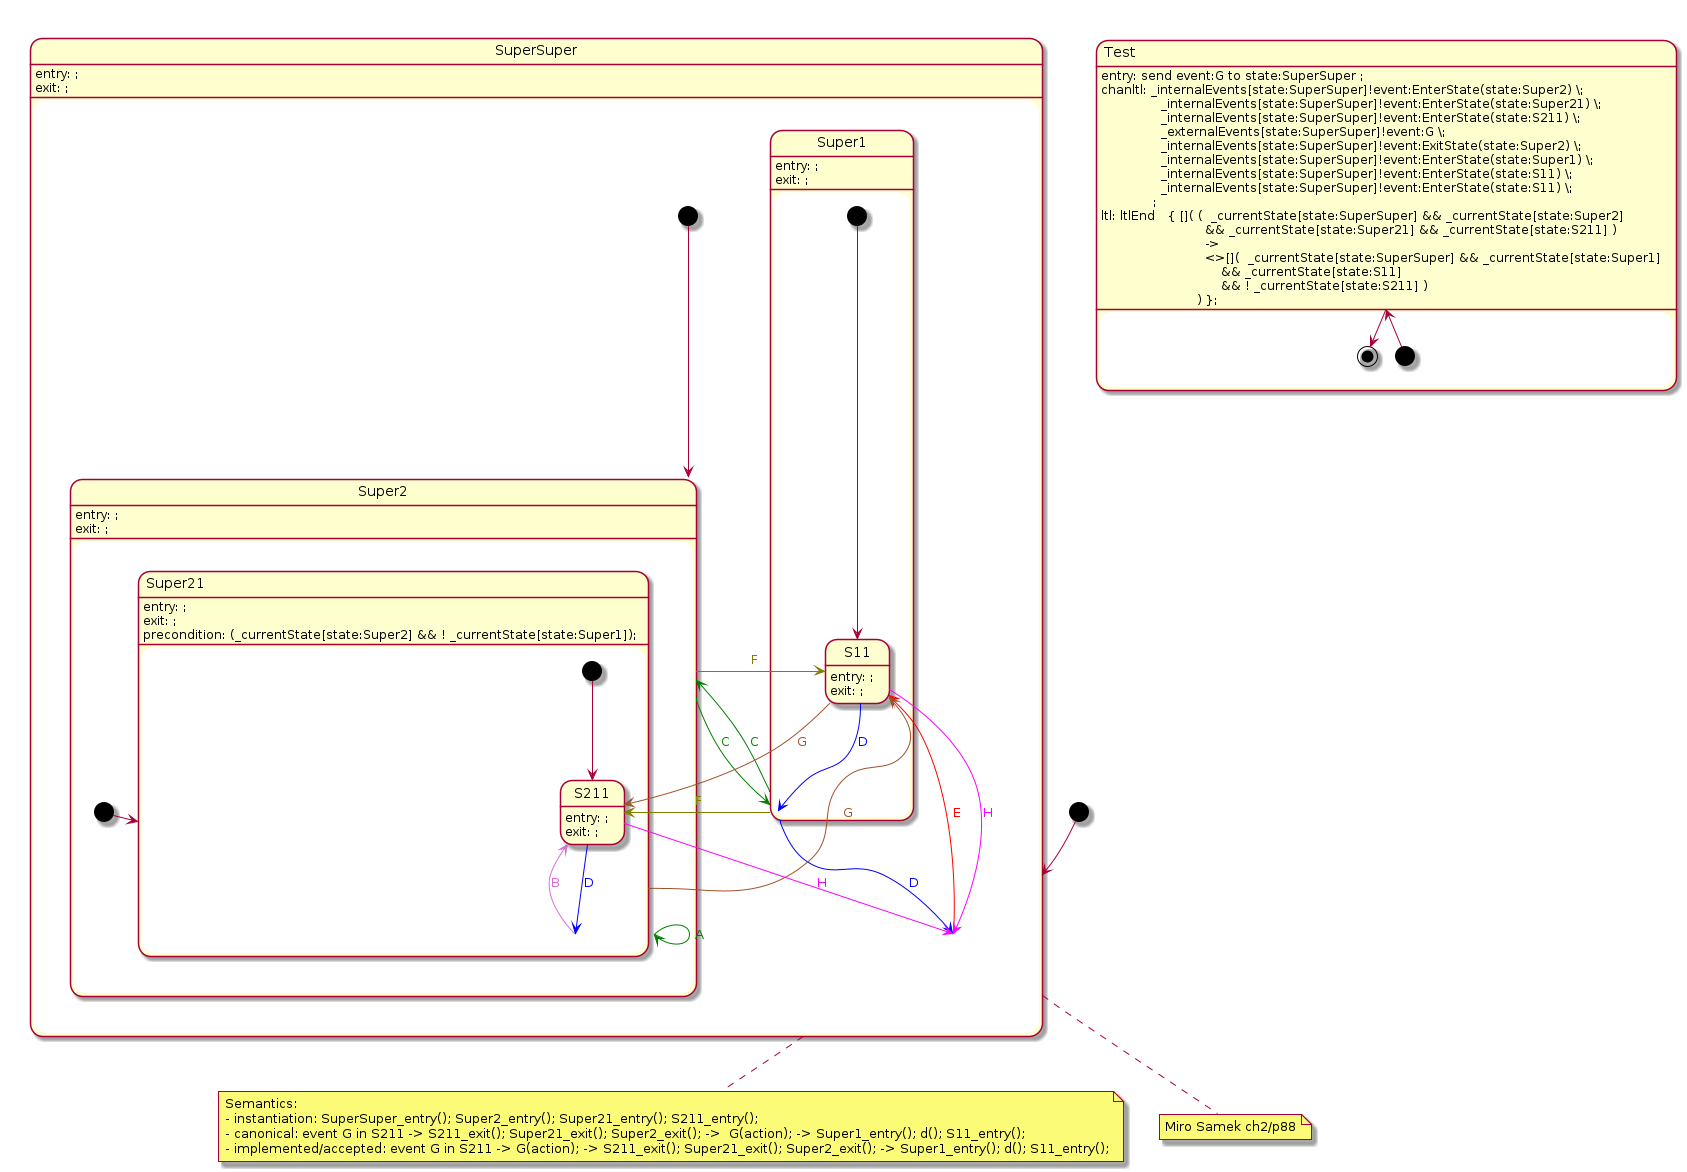 SuperSuper
entry: ;
exit: ;
Super1
entry: ;
exit: ;
Super2
entry: ;
exit: ;
Super21
entry: ;
exit: ;
precondition: (_currentState[state:Super2] && ! _currentState[state:Super1]);
S11
entry: ;
exit: ;
S211
entry: ;
exit: ;
F
C
C
G
D
F
G
E
H
B
D
H
D
A
Test
entry: send event:G to state:SuperSuper ;
chanltl: _internalEvents[state:SuperSuper]!event:EnterState(state:Super2) \;
_internalEvents[state:SuperSuper]!event:EnterState(state:Super21) \;
_internalEvents[state:SuperSuper]!event:EnterState(state:S211) \;
_externalEvents[state:SuperSuper]!event:G \;
_internalEvents[state:SuperSuper]!event:ExitState(state:Super2) \;
_internalEvents[state:SuperSuper]!event:EnterState(state:Super1) \;
_internalEvents[state:SuperSuper]!event:EnterState(state:S11) \;
_internalEvents[state:SuperSuper]!event:EnterState(state:S11) \;
;
ltl: ltlEnd { []( ( _currentState[state:SuperSuper] && _currentState[state:Super2]
&& _currentState[state:Super21] && _currentState[state:S211] )
->
<>[]( _currentState[state:SuperSuper] && _currentState[state:Super1]
&& _currentState[state:S11]
&& ! _currentState[state:S211] )
) };
Semantics:
- instantiation: SuperSuper_entry(); Super2_entry(); Super21_entry(); S211_entry();
- canonical: event G in S211 -> S211_exit(); Super21_exit(); Super2_exit(); -> G(action); -> Super1_entry(); d(); S11_entry();
- implemented/accepted: event G in S211 -> G(action); -> S211_exit(); Super21_exit(); Super2_exit(); -> Super1_entry(); d(); S11_entry();
Miro Samek ch2/p88